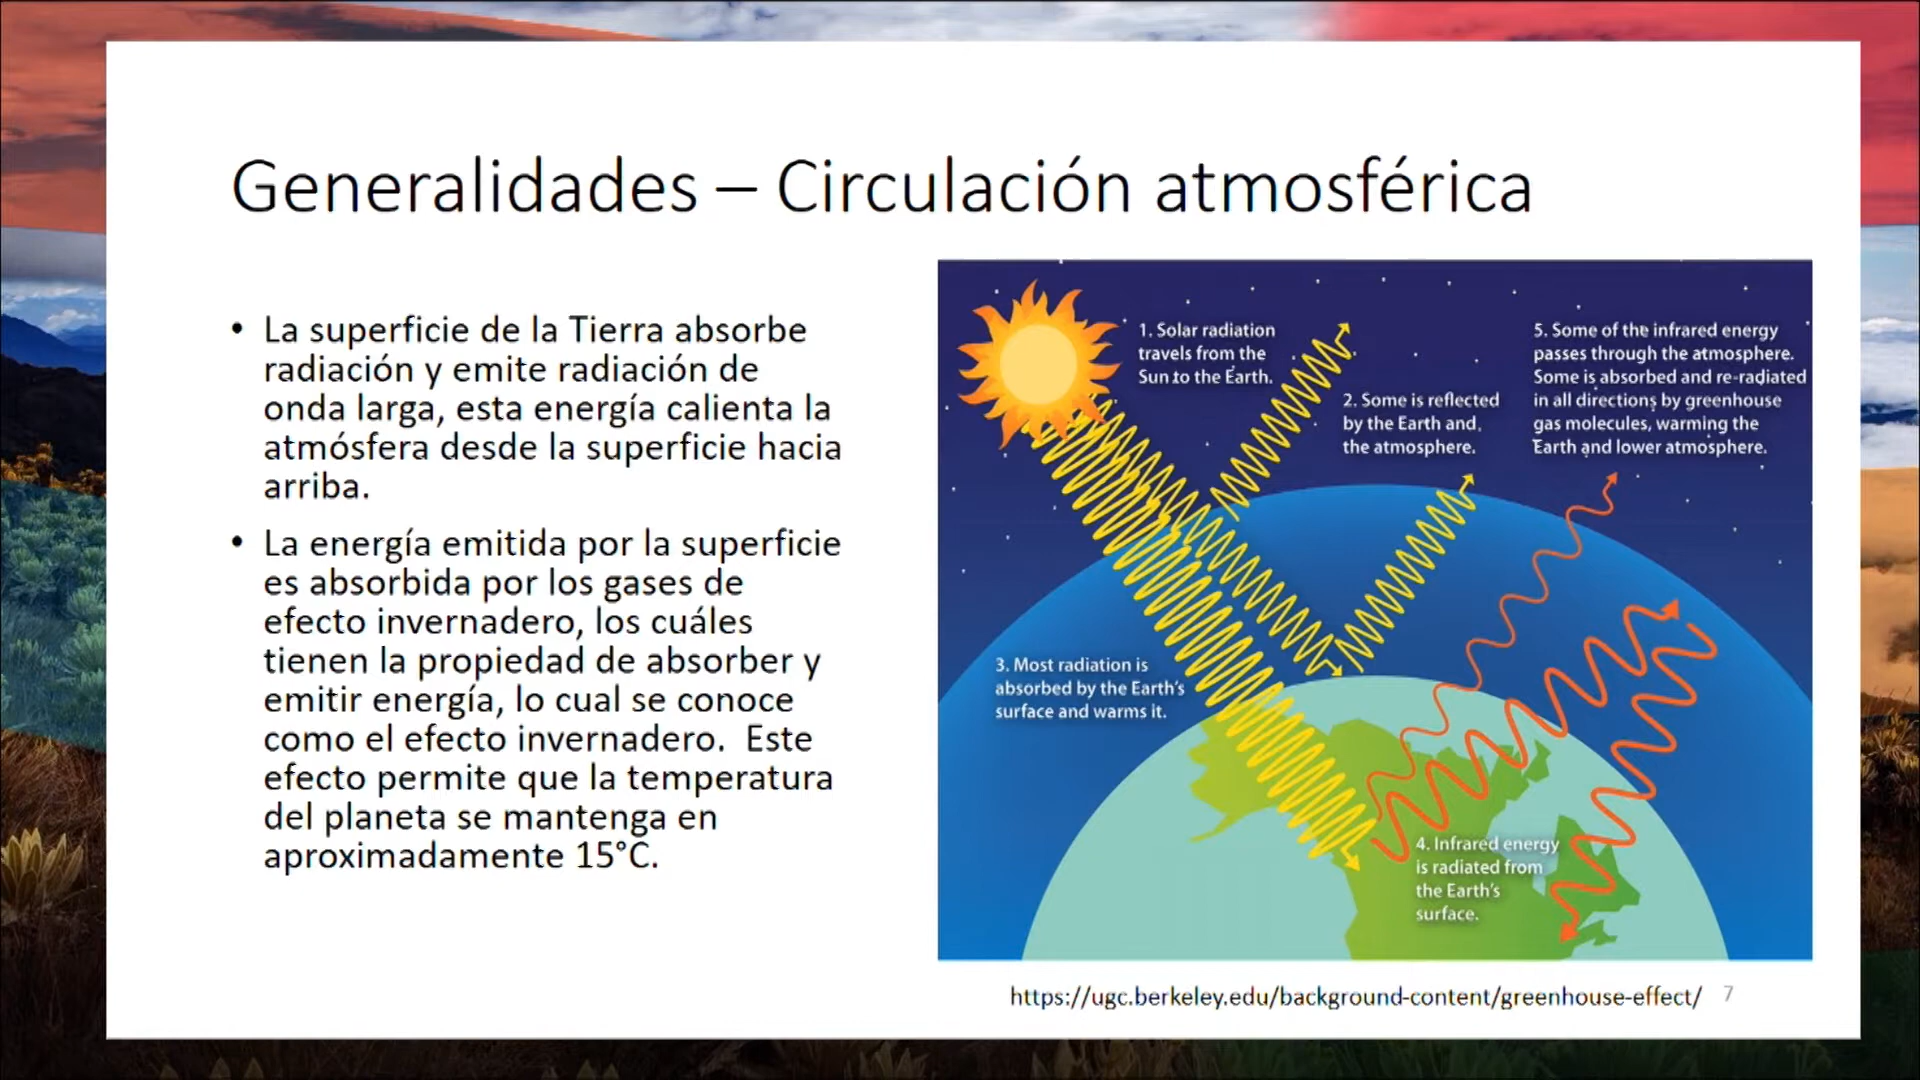 Generalidades – Circulación atmosférica
• La superficie de la Tierra absorbe
radiación y emite radiación de
onda larga, esta energía calienta la
atmósfera desde la superficie hacia
arriba.
• La energía emitida por la superficie
es absorbida por los gases de
efecto invernadero, los cuáles
tienen la propiedad de absorber y
emitir energía, lo cual se conoce
como el efecto invernadero.  Este
efecto permite que la temperatura
del planeta se mantenga en
aproximadamente 15°C.
1. Solar radiation
travels from the
Sun to the Earth.
2. Some is reflected
by the Earth and
the atmosphere.
3. Most radiation is
absorbed by the Earth's
surface and warms it.
4. Infrared energy
is radiated from
the Earth's
surface.
5. Some of the infrared energy
passes through the atmosphere.
Some is absorbed and re-radiated
in all directions by greenhouse
gas molecules, warming the
Earth and lower atmosphere.
https://ugc.berkeley.edu/background-content/greenhouse-effect/
7